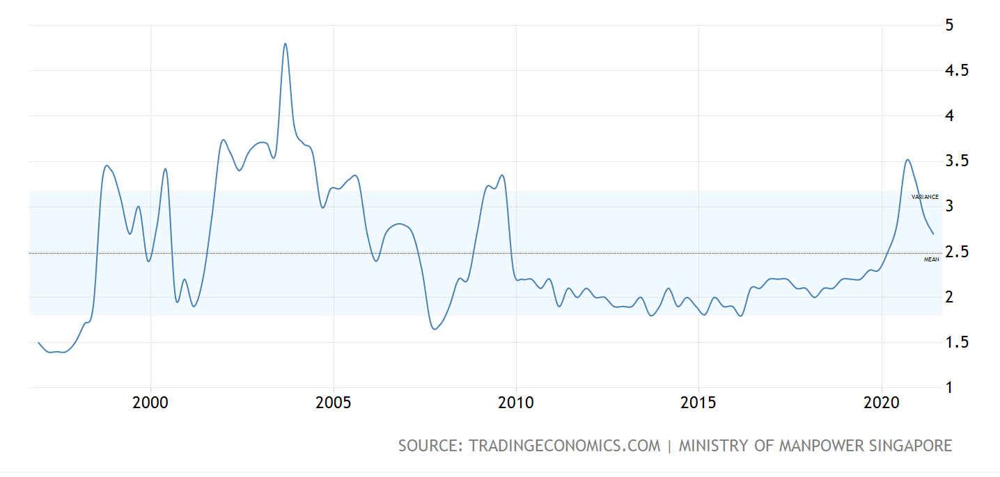 5
4.5
4
3.5
VARIANCE
3
2.5
MEAN
2
1.5
1
2000 2005 2010 2015 2020
SOURCE: TRADINGECONOMICS.COM | MINISTRY OF MANPOWER SINGAPORE